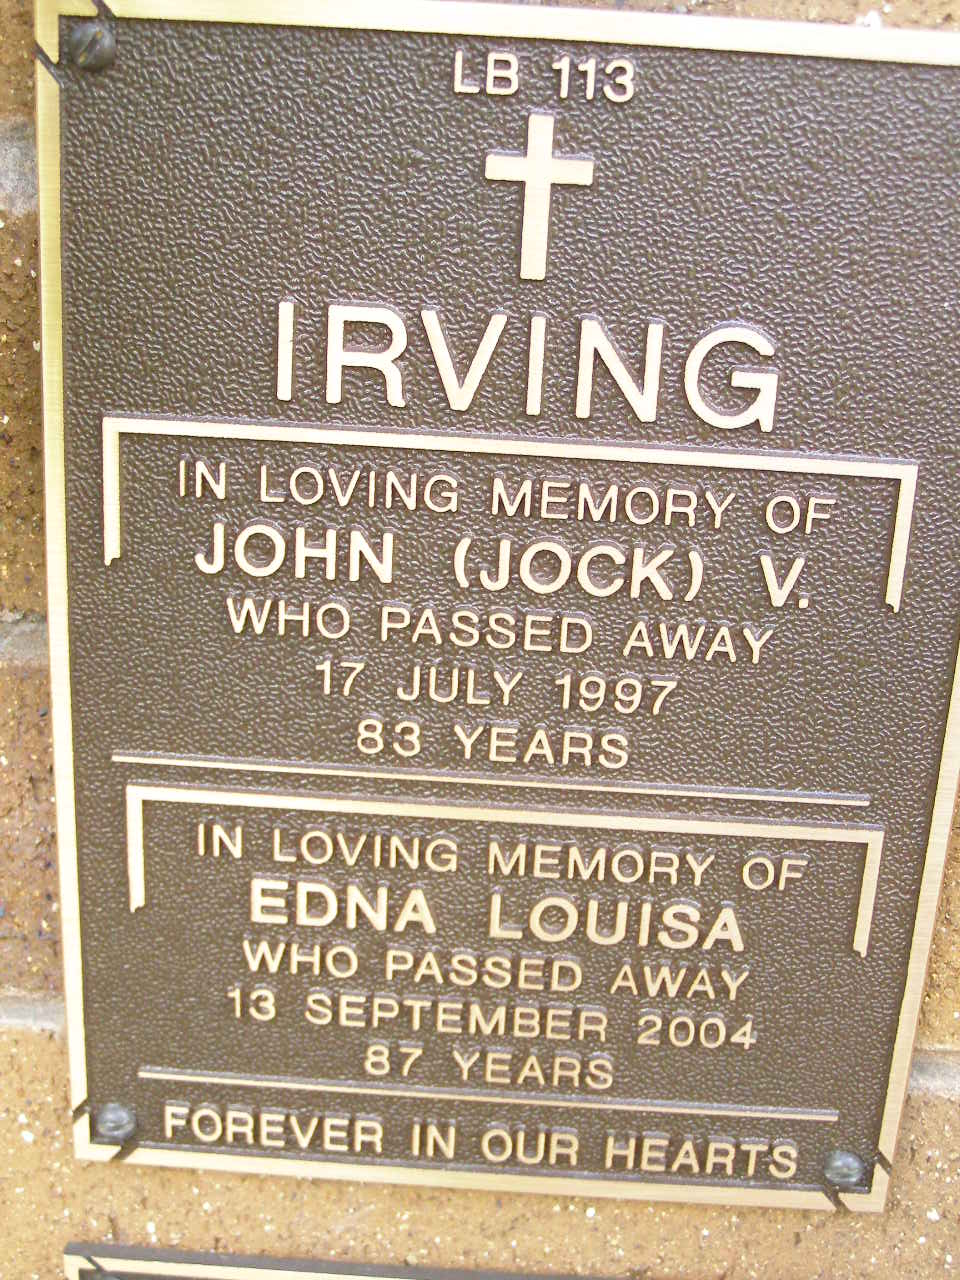 LB 113
IRVING
IN LOVING MEMORY OF
JOHN (JOCK) V.
WHO PASSED AWAY
17 JULY 1997
83 YEARS
IN LOVING MEMORY OF
EDNA LOUISA
WHO PASSED AWAY
13 SEPTEMBER 2004
87 YEARS
FOREVER IN OUR HEARTS